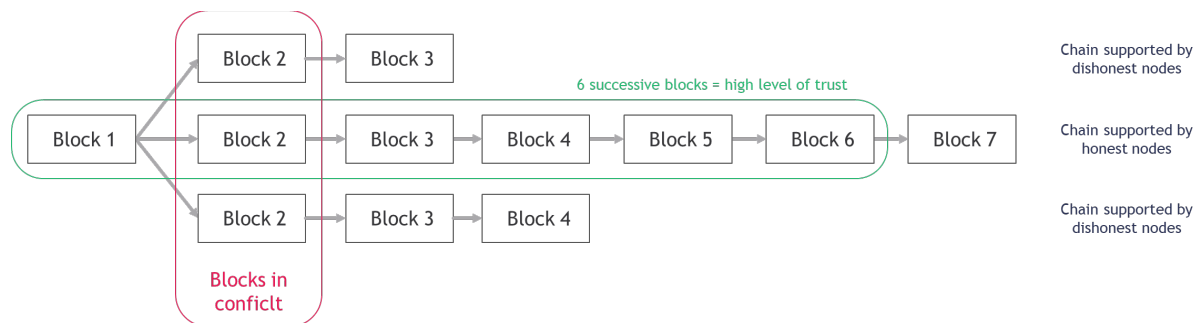 Block 2
Block 3
Chain supported by
dishonest nodes
6 successive blocks = high level of trust
Block 1
Block 2
Block 3
Block 4
Block 5
Block 6
Block 7
Chain supported by
honest nodes
Block 2
Block 3
Block 4
Chain supported by
dishonest nodes
Blocks in
conficlt